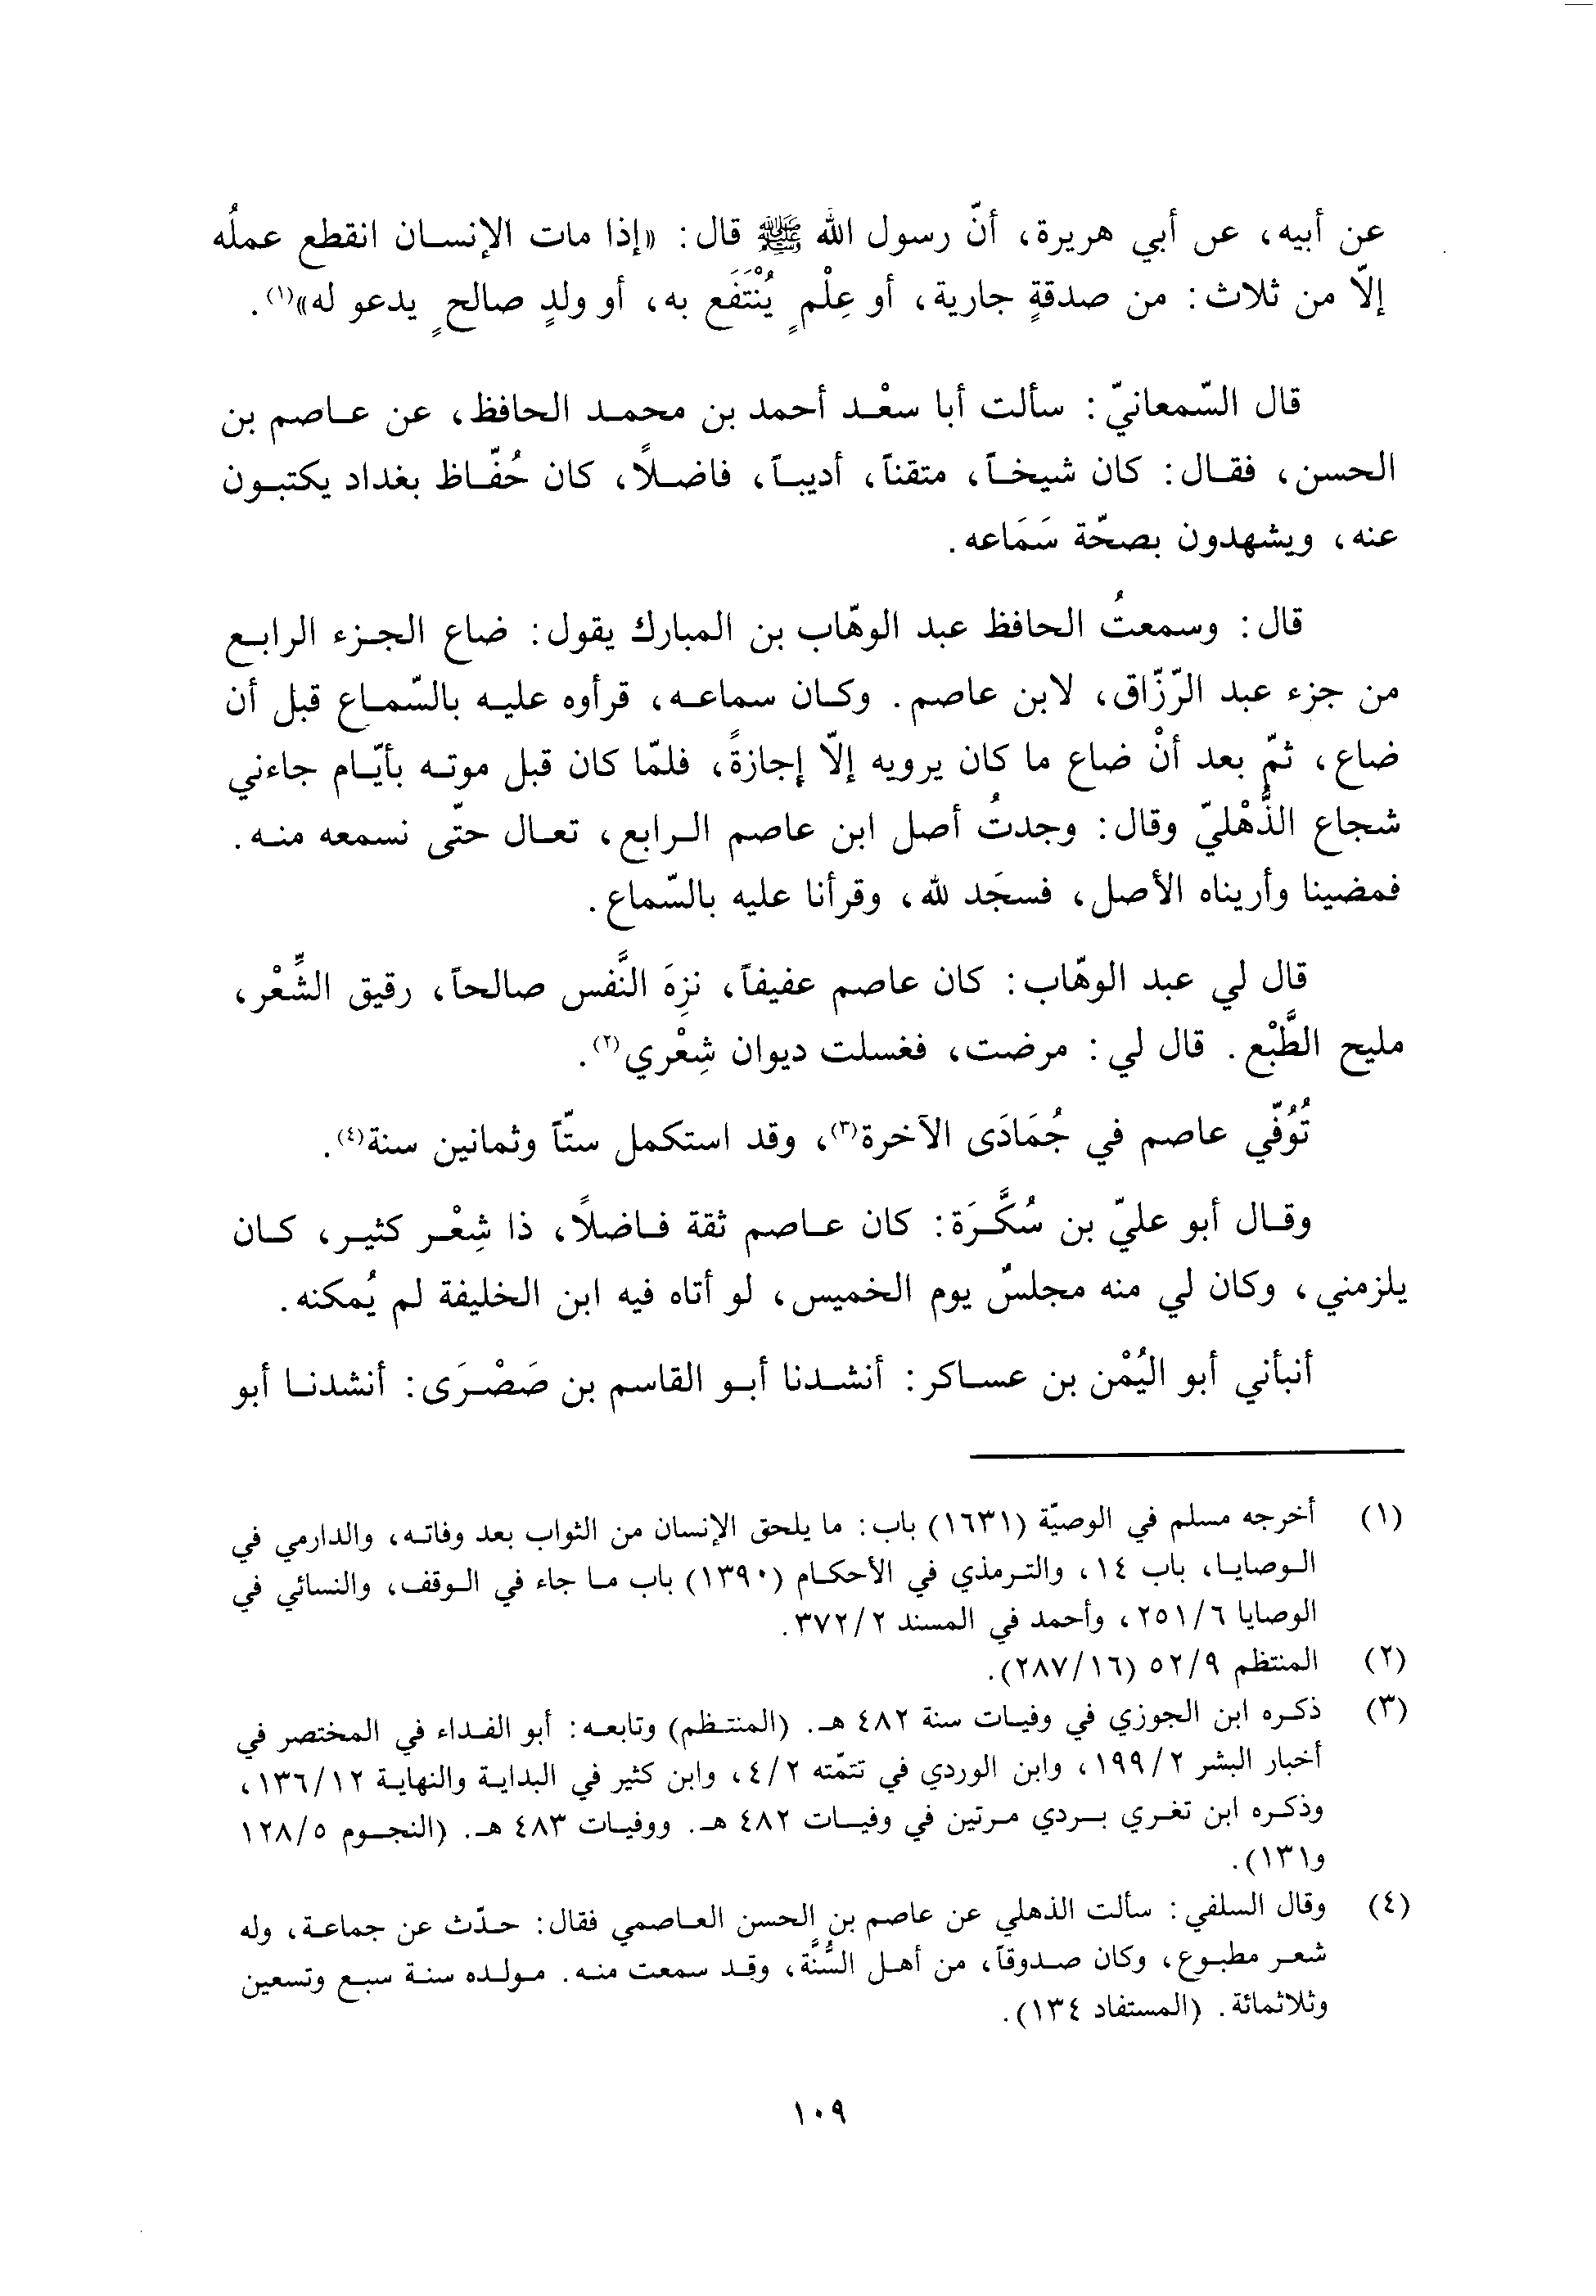 عن أبيه، عن أبي هريرة، أنّ رسول الله ﷺ قال: «إذا مات الإنسان انقطع عملُه
إلّا من ثلاث: من صدقةٍ جارية، أو عِلْمٍ يُنْتَفَع به، أو ولدٍ صالحٍ يدعو له»(١).
قال السّمعانيّ: سألت أبا سعْد أحمد بن محمد الحافظ، عن عاصم بن
الحسن، فقال: كان شيخاً، متقناً، أديباً، فاضلاً، كان حُفّاظ بغداد يكتبون
عنه، ويشهدون بصحّة سَمَاعه.
قال: وسمعتُ الحافظ عبد الوهّاب بن المبارك يقول: ضاع الجزء الرابع
من جزء عبد الرّزّاق، لابن عاصم. وكان سماعه، قرأوه عليه بالسّماع قبل أن
ضاع، ثمّ بعد أنْ ضاع ما كان يرويه إلّا إجازةً، فلمّا كان قبل موته بأيّام جاءني
شجاع الذُّهْليّ وقال: وجدتُ أصل ابن عاصم الرابع، تعال حتّى نسمعه منه.
فمضينا وأريناه الأصل، فسجَد لله، وقرأنا عليه بالسّماع.
قال لي عبد الوهّاب: كان عاصم عفيفاً، نزِهَ النَّفس صالحاً، رقيق الشِّعْر،
مليح الطَّبْع. قال لي: مرضت، فغسلت ديوان شِعْري(٢).
تُوُفّي عاصم في جُمَادَى الآخرة(٣)، وقد استكمل ستّاً وثمانين سنة(٤).
وقال أبو عليّ بن سُكَّرَة: كان عاصم ثقة فاضلاً، ذا شِعْر كثير، كان
يلزمني، وكان لي منه مجلسٌ يوم الخميس، لو أتاه فيه ابن الخليفة لم يُمكنه.
أنبأني أبو اليُمْن بن عساكر: أنشدنا أبو القاسم بن صَصْرَى: أنشدنا أبو
(١) أخرجه مسلم في الوصيّة (١٦٣١) باب: ما يلحق الإنسان من الثواب بعد وفاته، والدارمي في
الوصايا، باب ١٤، والترمذي في الأحكام (١٣٩٠) باب ما جاء في الوقف، والنسائي في
الوصايا ٦/ ٢٥١، وأحمد في المسند ٢/ ٣٧٢.
(٢) المنتظم ٩/ ٥٢ (١٦/ ٢٨٧).
(٣) ذكره ابن الجوزي في وفيات سنة ٤٨٢ هـ. (المنتظم) وتابعه: أبو الفداء في المختصر في
أخبار البشر ٢/ ١٩٩، وابن الوردي في تتمّته ٢/ ٤، وابن كثير في البداية والنهاية ١٢/ ١٣٦،
وذكره ابن تغري بردي مرتين في وفيات ٤٨٢ هـ. ووفيات ٤٨٣ هـ. (النجوم ٥/ ١٢٨
و١٣١).
(٤) وقال السلفي: سألت الذهلي عن عاصم بن الحسن العاصمي فقال: حدّث عن جماعة، وله
شعر مطبوع، وكان صدوقاً، من أهل السُّنَّة، وقد سمعت منه. مولده سنة سبع وتسعين
وثلاثمائة. (المستفاد ١٣٤).
١٠٩